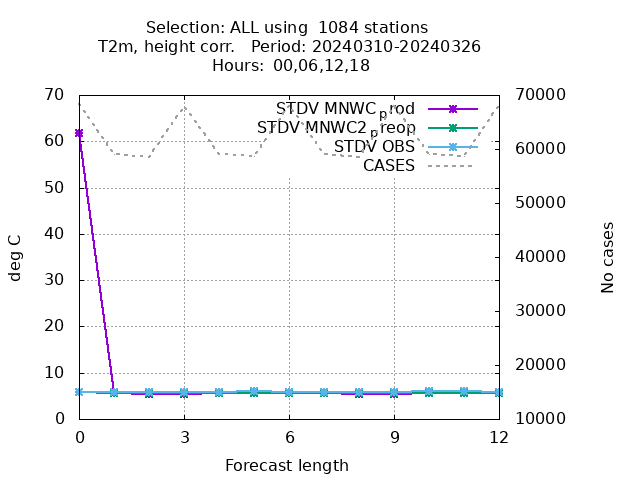 Selection: ALL using  1084 stations
T2m, height corr.   Period: 20240310-20240326
Hours:  00,06,12,18
STDV MNWC_prod
STDV MNWC2_preop
STDV OBS
CASES
70
60
50
40
30
20
10
0
deg C
70000
60000
50000
40000
30000
20000
10000
No cases
0 3 6 9 12
Forecast length